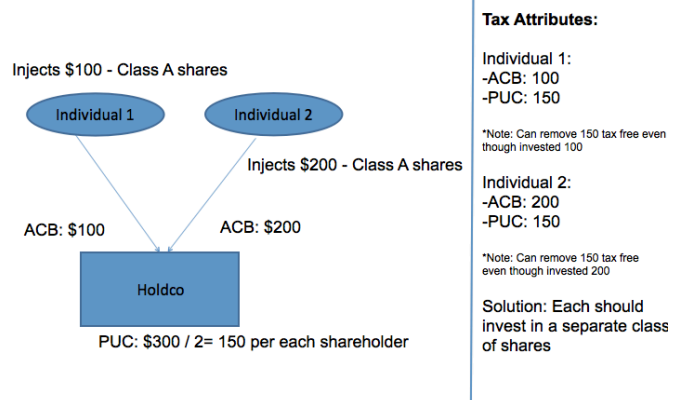 Injects $100 - Class A shares
Individual 1
Individual 2
Injects $200 - Class A shares
ACB: $100
ACB: $200
Holdco
PUC: $300 / 2= 150 per each shareholder
Tax Attributes:
Individual 1:
-ACB: 100
-PUC: 150
*Note: Can remove 150 tax free even
though invested 100
Individual 2:
-ACB: 200
-PUC: 150
*Note: Can remove 150 tax free
even though invested 200
Solution: Each should
invest in a separate class
of shares